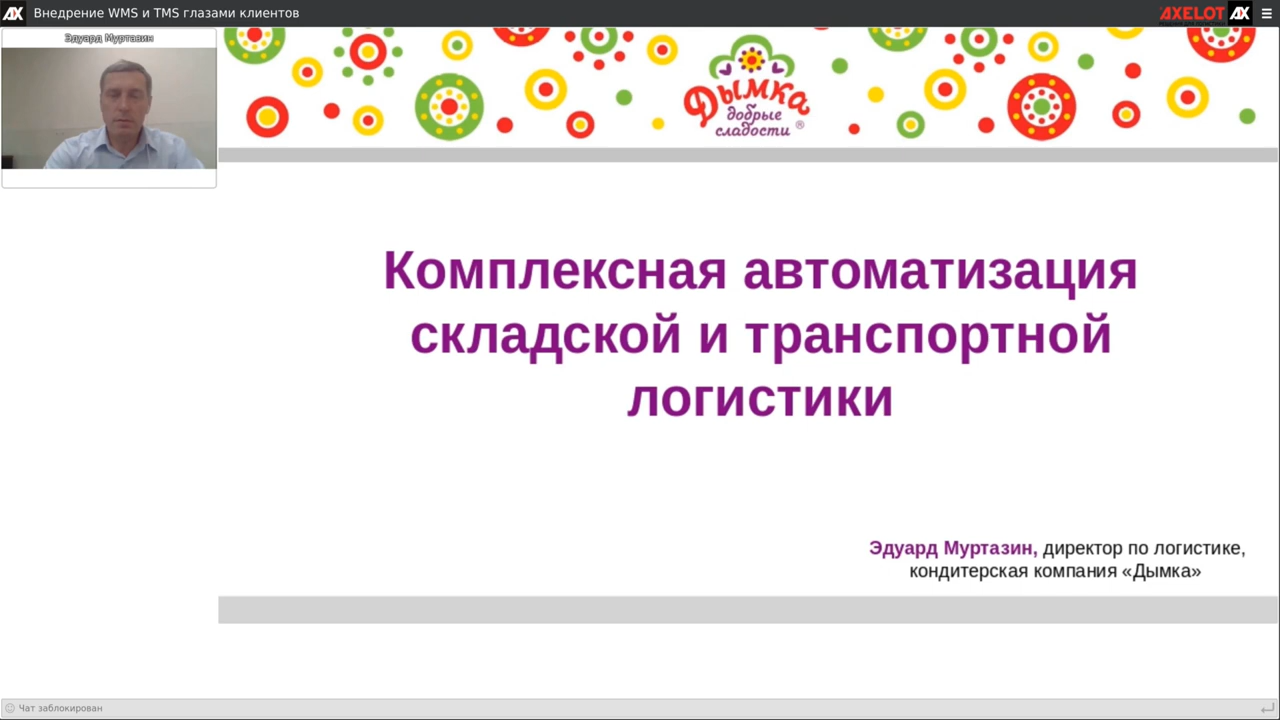 Внедрение WMS и TMS глазами клиентов
AXELOT
Эдуард Муртазин
Дымка
добрые
сладости ®
Комплексная автоматизация
складской и транспортной
логистики
Эдуард Муртазин, директор по логистике,
кондитерская компания «Дымка»
Чат заблокирован